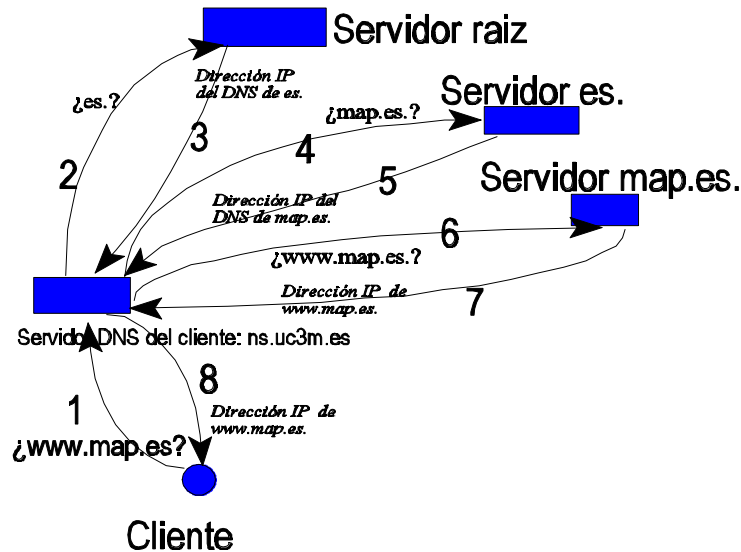 Servidor raiz
Dirección IP
del DNS de es.
¿es.?
Servidor es.
¿map.es.?
3
4
2
5
Servidor map.es.
Dirección IP del
DNS de map.es.
6
¿www.map.es.?
Dirección IP de
www.map.es.
7
Servidor DNS del cliente: ns.uc3m.es
8
1
Dirección IP de
www.map.es.
¿www.map.es?
Cliente